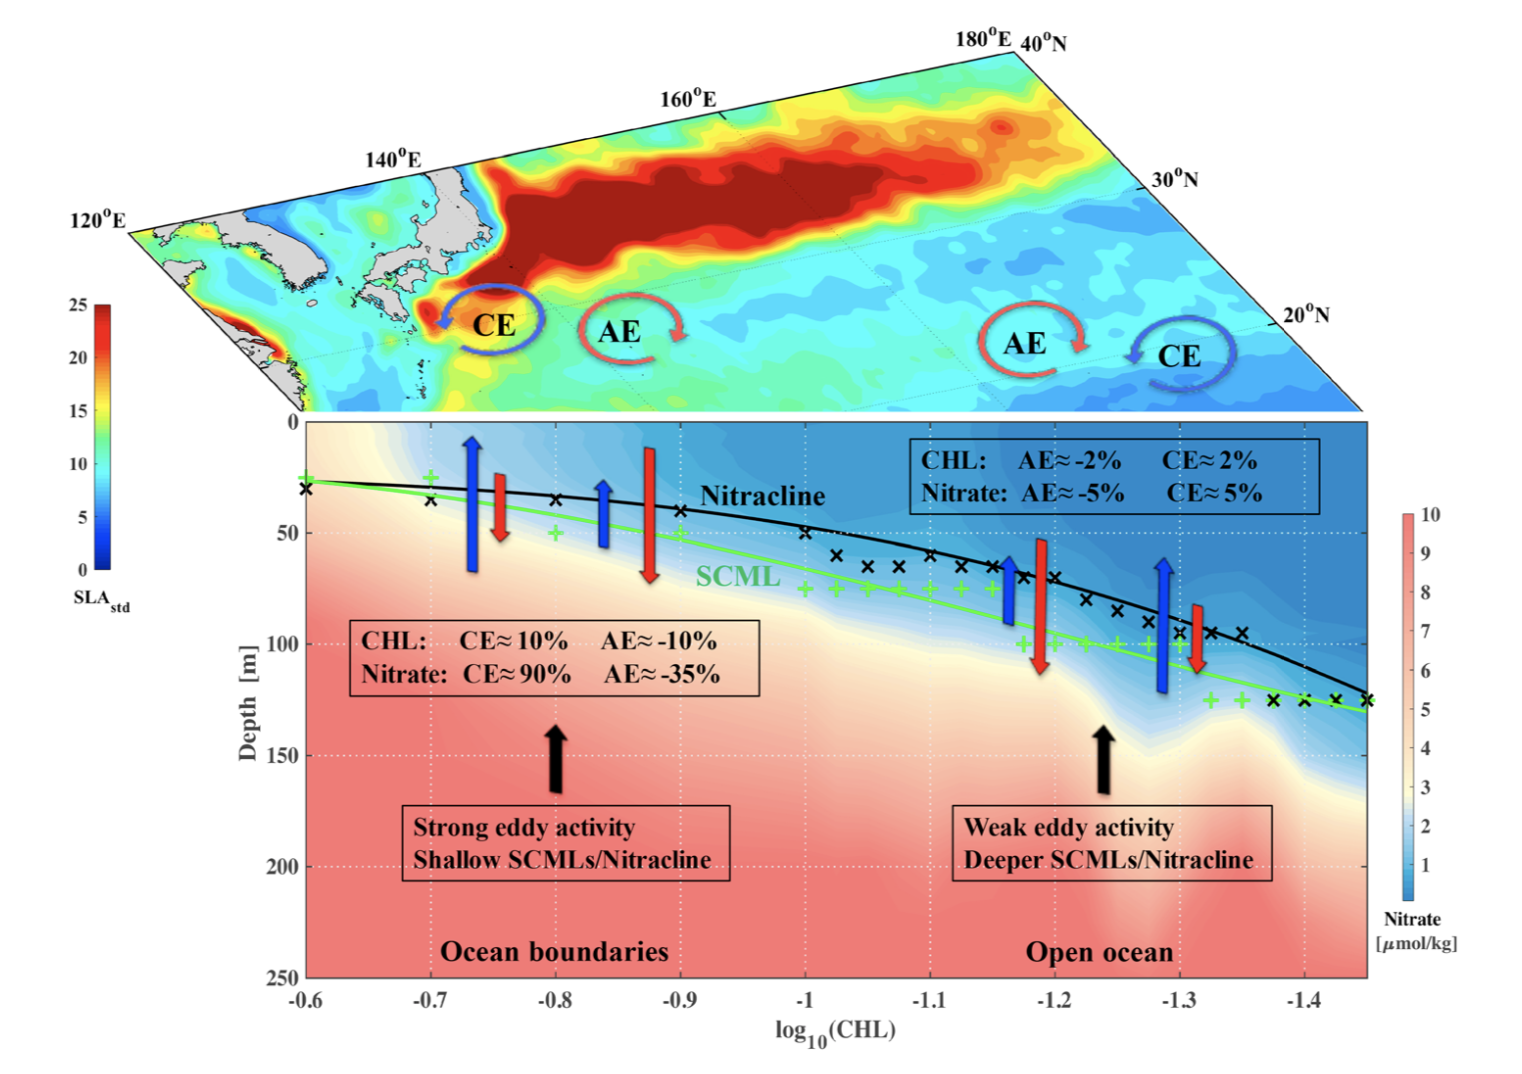 180°E 40°N
160°E
140°E
30°N
120°E
20°N
CE AE AE CE
25
20
15
10
5
0
SLAstd
0
50
100
150
200
250
Depth [m]
CHL: AE≈ -2% CE≈ 2%
Nitrate: AE≈ -5% CE≈ 5%
Nitracline
SCML
CHL: CE≈ 10% AE≈ -10%
Nitrate: CE≈ 90% AE≈ -35%
Strong eddy activity
Shallow SCMLs/Nitracline
Weak eddy activity
Deeper SCMLs/Nitracline
Ocean boundaries
Open ocean
10
9
8
7
6
5
4
3
2
1
Nitrate
[μmol/kg]
-0.6 -0.7 -0.8 -0.9 -1 -1.1 -1.2 -1.3 -1.4
log10(CHL)